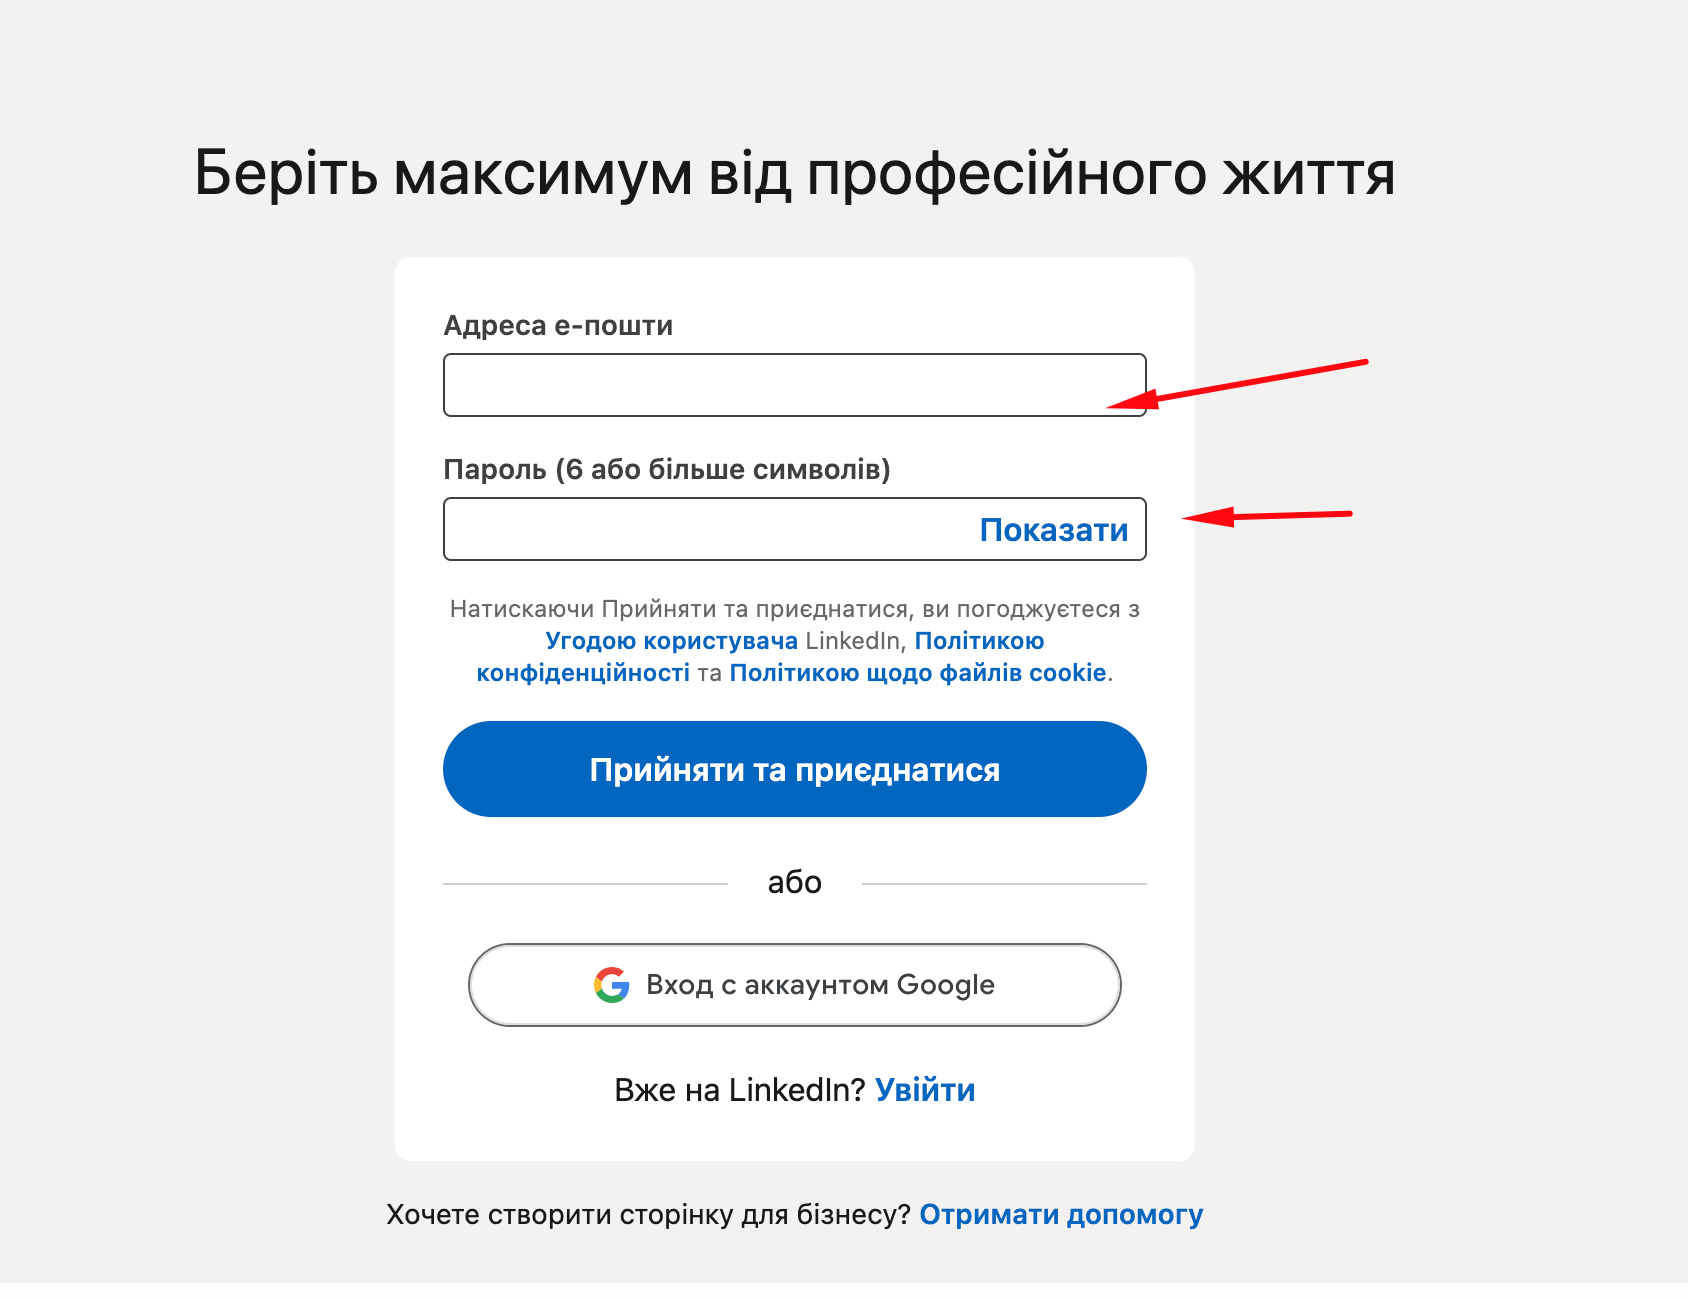 Беріть максимум від професійного життя
Адреса е-пошти
Пароль (6 або більше символів)
Показати
Натискаючи Прийняти та приєднатися, ви погоджуєтеся з
Угодою користувача LinkedIn, Політикою
конфіденційності та Політикою щодо файлів cookie.
Прийняти та приєднатися
або
Вход с аккаунтом Google
Вже на LinkedIn? Увійти
Хочете створити сторінку для бізнесу? Отримати допомогу